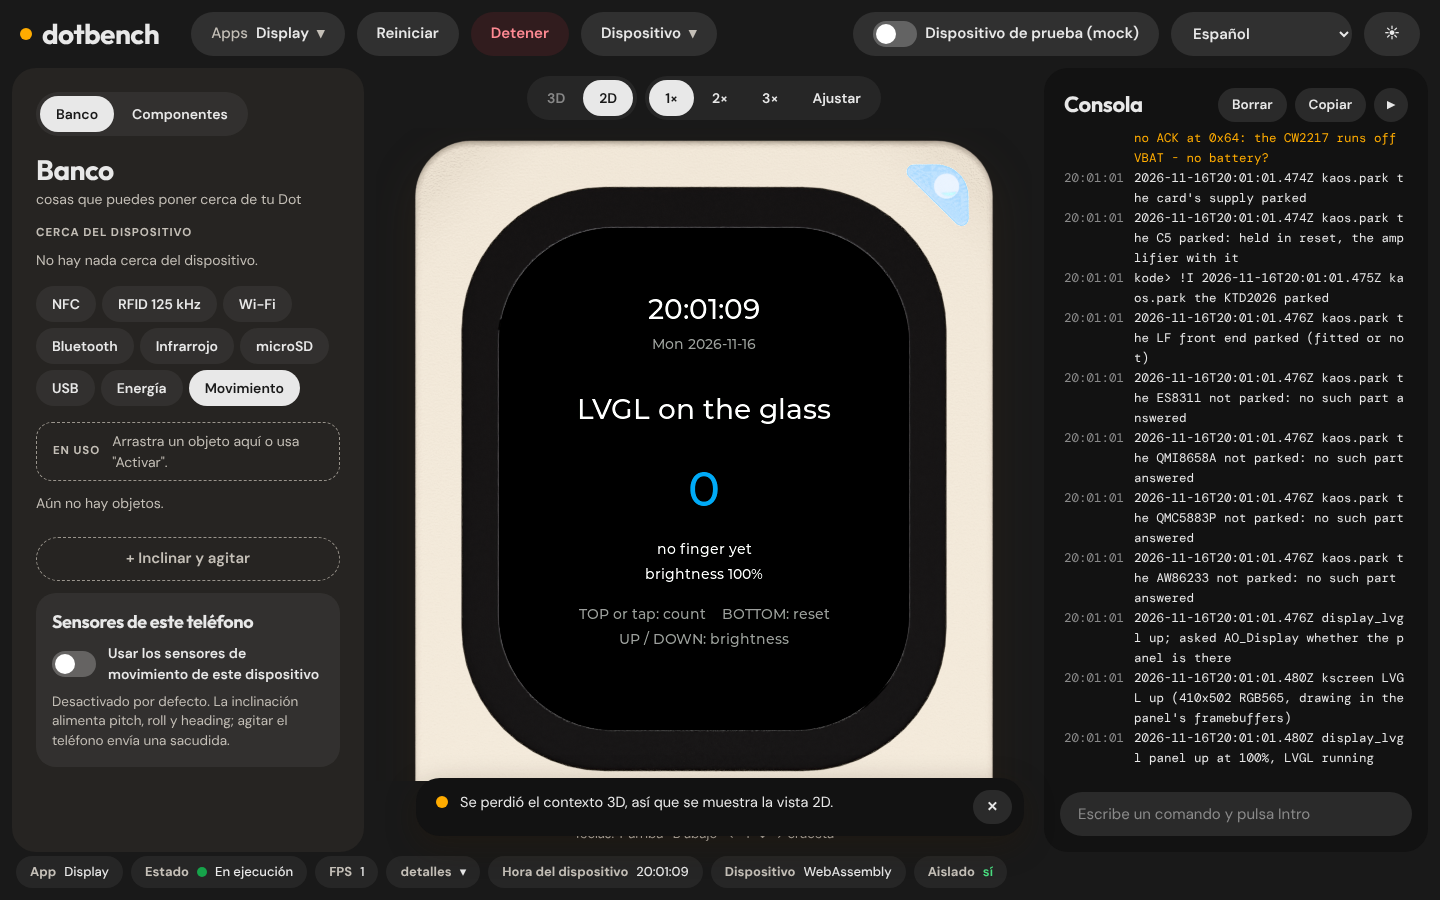 dotbench
Apps Display ▾
Reiniciar
Detener
Dispositivo ▾
Dispositivo de prueba (mock)
Español
Banco
Componentes
Banco
cosas que puedes poner cerca de tu Dot
CERCA DEL DISPOSITIVO
No hay nada cerca del dispositivo.
NFC
RFID 125 kHz
Wi-Fi
Bluetooth
Infrarrojo
microSD
USB
Energía
Movimiento
EN USO
Arrastra un objeto aquí o usa
"Activar".
Aún no hay objetos.
+ Inclinar y agitar
Sensores de este teléfono
Usar los sensores de
movimiento de este dispositivo
Desactivado por defecto. La inclinación
alimenta pitch, roll y heading; agitar el
teléfono envía una sacudida.
3D
2D
1×
2×
3×
Ajustar
20:01:09
Mon 2026-11-16
LVGL on the glass
0
no finger yet
brightness 100%
TOP or tap: count BOTTOM: reset
UP / DOWN: brightness
Se perdió el contexto 3D, así que se muestra la vista 2D.
Consola
Borrar
Copiar
no ACK at 0x64: the CW2217 runs off
VBAT - no battery?
20:01:01 2026-11-16T20:01:01.474Z kaos.park t
he card's supply parked
20:01:01 2026-11-16T20:01:01.474Z kaos.park t
he C5 parked: held in reset, the amp
lifier with it
20:01:01 kode> !I 2026-11-16T20:01:01.475Z ka
os.park the KTD2026 parked
20:01:01 2026-11-16T20:01:01.476Z kaos.park t
he LF front end parked (fitted or no
t)
20:01:01 2026-11-16T20:01:01.476Z kaos.park t
he ES8311 not parked: no such part a
nswered
20:01:01 2026-11-16T20:01:01.476Z kaos.park t
he QMI8658A not parked: no such part
answered
20:01:01 2026-11-16T20:01:01.476Z kaos.park t
he QMC5883P not parked: no such part
answered
20:01:01 2026-11-16T20:01:01.476Z kaos.park t
he AW86233 not parked: no such part
answered
20:01:01 2026-11-16T20:01:01.476Z display_lvg
l up; asked AO_Display whether the p
anel is there
20:01:01 2026-11-16T20:01:01.480Z kscreen LVG
L up (410x502 RGB565, drawing in the
panel's framebuffers)
20:01:01 2026-11-16T20:01:01.480Z display_lvg
l panel up at 100%, LVGL running
Escribe un comando y pulsa Intro
App Display
Estado En ejecución
FPS 1
detalles ▾
Hora del dispositivo 20:01:09
Dispositivo WebAssembly
Aislado sí